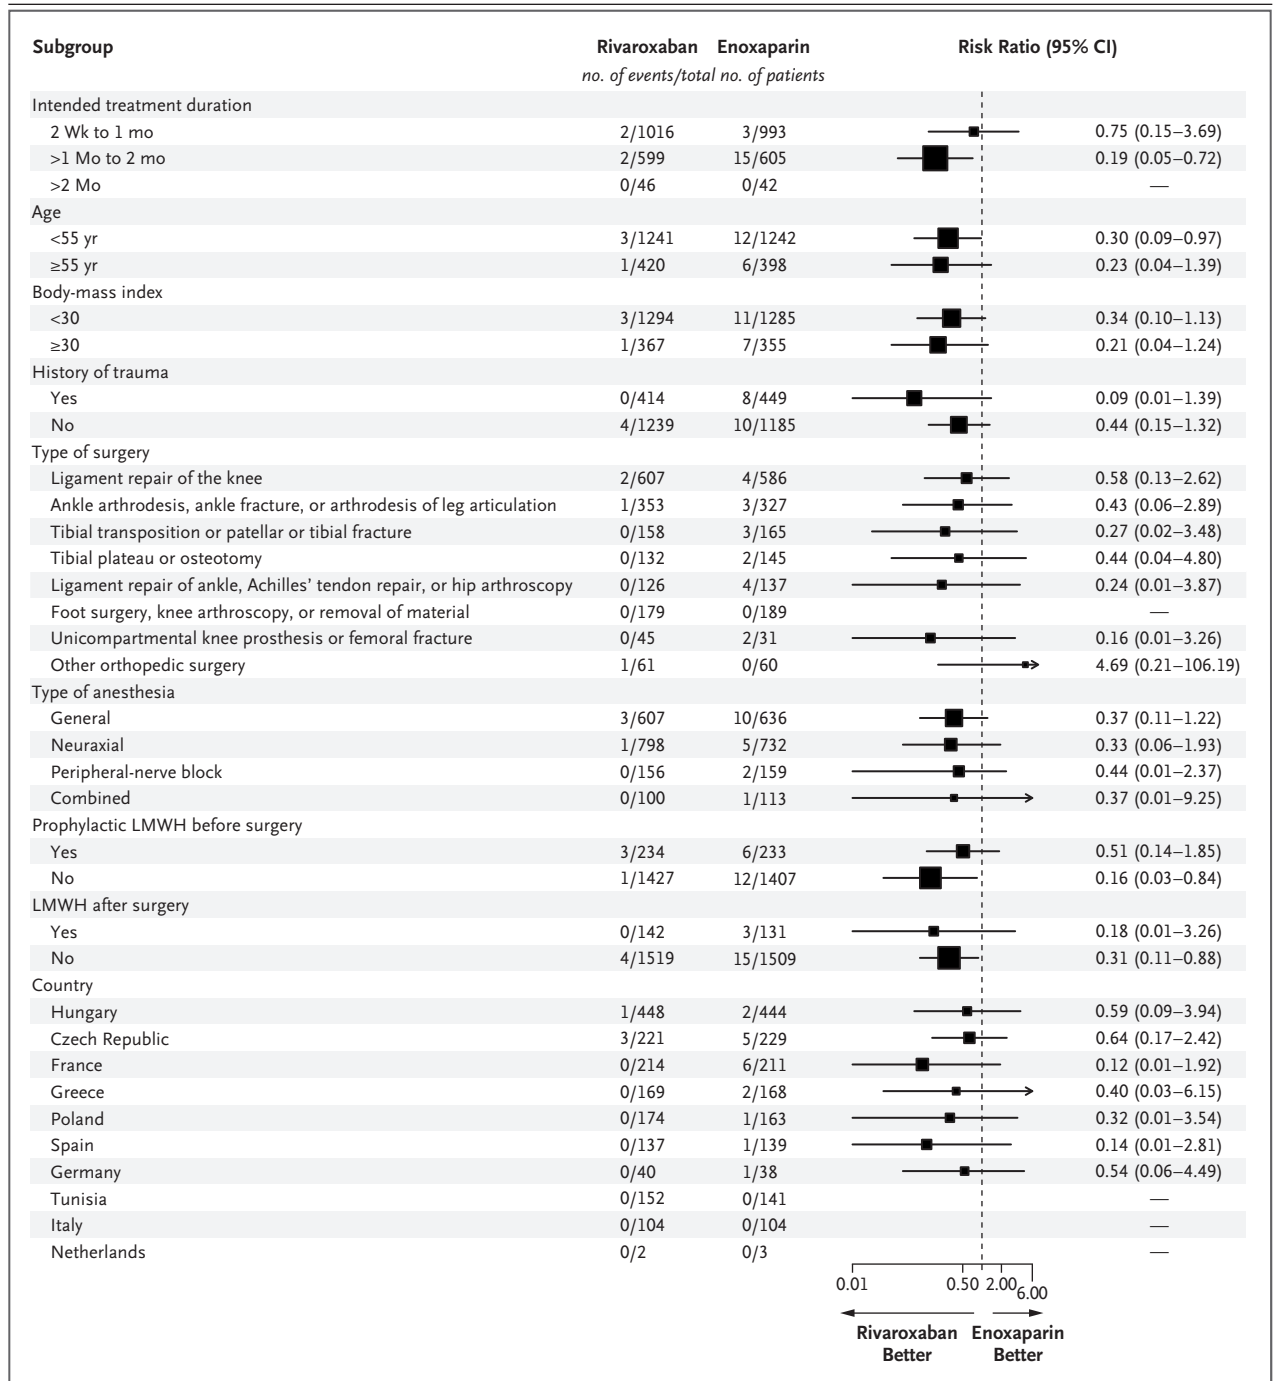 Subgroup Rivaroxaban Enoxaparin Risk Ratio (95% CI)
no. of events/total no. of patients
Intended treatment duration
2 Wk to 1 mo 2/1016 3/993 0.75 (0.15–3.69)
>1 Mo to 2 mo 2/599 15/605 0.19 (0.05–0.72)
>2 Mo 0/46 0/42 —
Age
<55 yr 3/1241 12/1242 0.30 (0.09–0.97)
≥55 yr 1/420 6/398 0.23 (0.04–1.39)
Body-mass index
<30 3/1294 11/1285 0.34 (0.10–1.13)
≥30 1/367 7/355 0.21 (0.04–1.24)
History of trauma
Yes 0/414 8/449 0.09 (0.01–1.39)
No 4/1239 10/1185 0.44 (0.15–1.32)
Type of surgery
Ligament repair of the knee 2/607 4/586 0.58 (0.13–2.62)
Ankle arthrodesis, ankle fracture, or arthrodesis of leg articulation 1/353 3/327 0.43 (0.06–2.89)
Tibial transposition or patellar or tibial fracture 0/158 3/165 0.27 (0.02–3.48)
Tibial plateau or osteotomy 0/132 2/145 0.44 (0.04–4.80)
Ligament repair of ankle, Achilles’ tendon repair, or hip arthroscopy 0/126 4/137 0.24 (0.01–3.87)
Foot surgery, knee arthroscopy, or removal of material 0/179 0/189 —
Unicompartmental knee prosthesis or femoral fracture 0/45 2/31 0.16 (0.01–3.26)
Other orthopedic surgery 1/61 0/60 4.69 (0.21–106.19)
Type of anesthesia
General 3/607 10/636 0.37 (0.11–1.22)
Neuraxial 1/798 5/732 0.33 (0.06–1.93)
Peripheral-nerve block 0/156 2/159 0.44 (0.01–2.37)
Combined 0/100 1/113 0.37 (0.01–9.25)
Prophylactic LMWH before surgery
Yes 3/234 6/233 0.51 (0.14–1.85)
No 1/1427 12/1407 0.16 (0.03–0.84)
LMWH after surgery
Yes 0/142 3/131 0.18 (0.01–3.26)
No 4/1519 15/1509 0.31 (0.11–0.88)
Country
Hungary 1/448 2/444 0.59 (0.09–3.94)
Czech Republic 3/221 5/229 0.64 (0.17–2.42)
France 0/214 6/211 0.12 (0.01–1.92)
Greece 0/169 2/168 0.40 (0.03–6.15)
Poland 0/174 1/163 0.32 (0.01–3.54)
Spain 0/137 1/139 0.14 (0.01–2.81)
Germany 0/40 1/38 0.54 (0.06–4.49)
Tunisia 0/152 0/141 —
Italy 0/104 0/104 —
Netherlands 0/2 0/3 —
0.01 0.50 2.00 6.00
Rivaroxaban Enoxaparin
Better Better